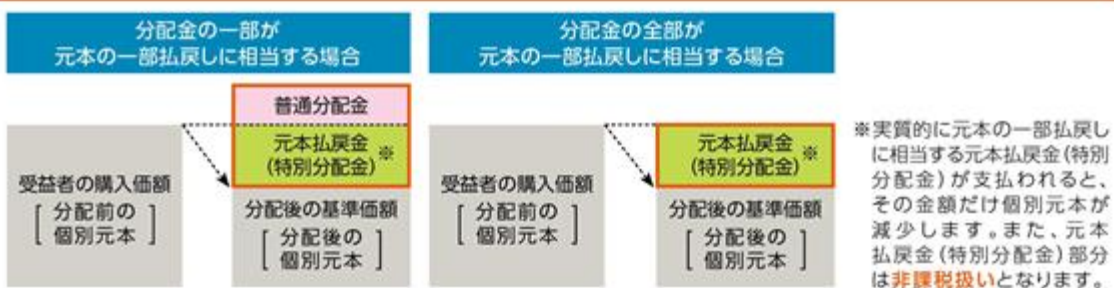 分配金の一部が
元本の一部払戻しに相当する場合
普通分配金
元本払戻金
(特別分配金)
※
受益者の購入価額
[分配前の
個別元本]
分配後の基準価額
[分配後の
個別元本]
分配金の全部が
元本の一部払戻しに相当する場合
元本払戻金
(特別分配金)
※
受益者の購入価額
[分配前の
個別元本]
分配後の基準価額
[分配後の
個別元本]
※実質的に元本の一部払戻し
に相当する元本払戻金(特別
分配金)が支払われると、
その金額だけ個別元本が
減少します。また、元本
払戻金(特別分配金)部分
は非課税扱いとなります。